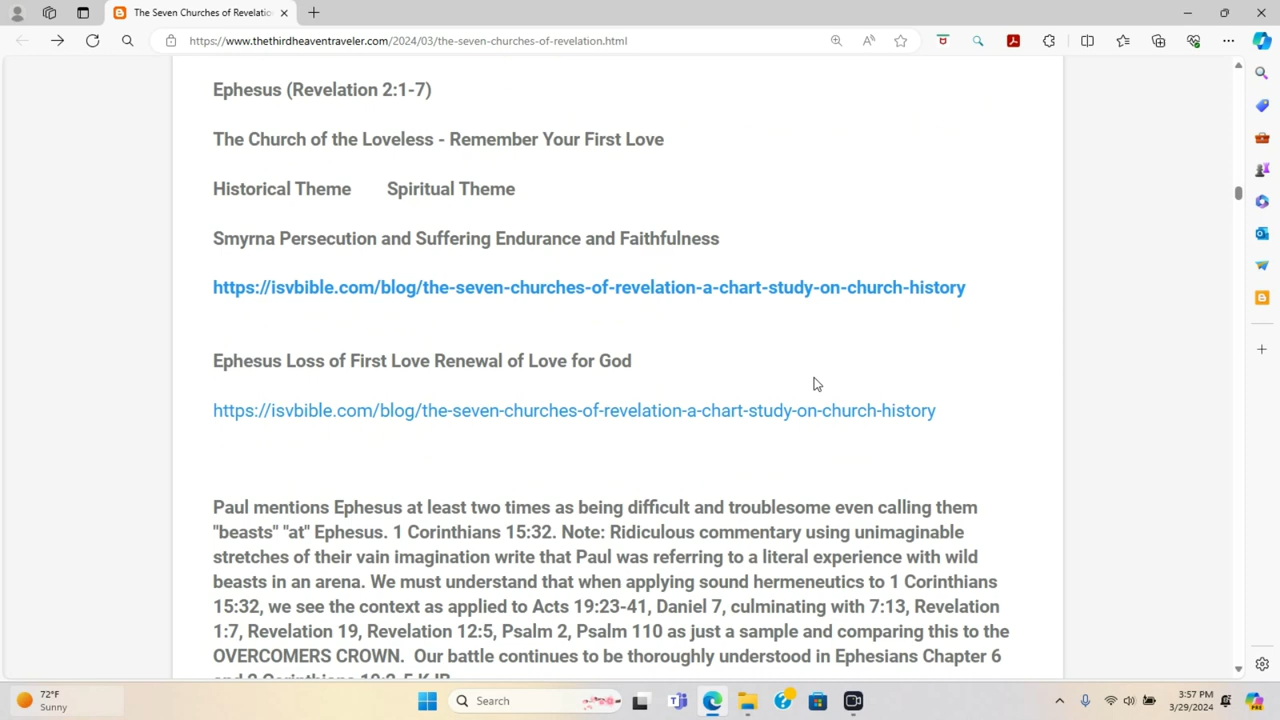 The Seven Churches of Revelatio
https://www.thethirdheaventraveler.com/2024/03/the-seven-churches-of-revelation.html
Ephesus (Revelation 2:1-7)
The Church of the Loveless - Remember Your First Love
Historical Theme Spiritual Theme
Smyrna Persecution and Suffering Endurance and Faithfulness
https://isvbible.com/blog/the-seven-churches-of-revelation-a-chart-study-on-church-history
Ephesus Loss of First Love Renewal of Love for God
https://isvbible.com/blog/the-seven-churches-of-revelation-a-chart-study-on-church-history
Paul mentions Ephesus at least two times as being difficult and troublesome even calling them
"beasts" "at" Ephesus. 1 Corinthians 15:32. Note: Ridiculous commentary using unimaginable
stretches of their vain imagination write that Paul was referring to a literal experience with wild
beasts in an arena. We must understand that when applying sound hermeneutics to 1 Corinthians
15:32, we see the context as applied to Acts 19:23-41, Daniel 7, culminating with 7:13, Revelation
1:7, Revelation 19, Revelation 12:5, Psalm 2, Psalm 110 as just a sample and comparing this to the
OVERCOMERS CROWN. Our battle continues to be thoroughly understood in Ephesians Chapter 6
72°F
Sunny
Search
3:57 PM
3/29/2024